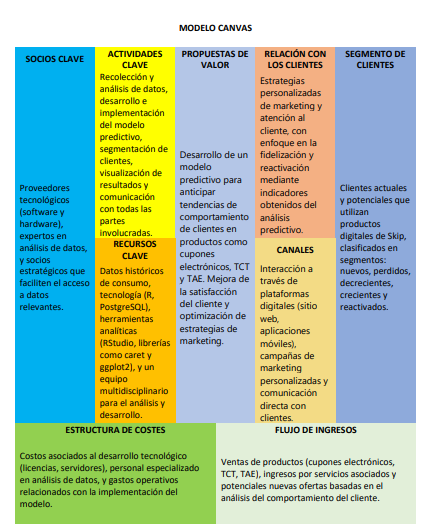 MODELO CANVAS
SOCIOS CLAVE
Proveedores
tecnológicos
(software y
hardware),
expertos en
análisis de datos,
y socios
estratégicos que
faciliten el acceso
a datos
relevantes.
ACTIVIDADES
CLAVE
Recolección y
análisis de datos,
desarrollo e
implementación
del modelo
predictivo,
segmentación de
clientes,
visualización de
resultados y
comunicación
con todas las
partes
involucradas.
RECURSOS
CLAVE
Datos históricos
de consumo,
tecnología (R,
PostgreSQL),
herramientas
analíticas
(RStudio, librerías
como caret y
ggplot2), y un
equipo
multidisciplinario
para el análisis y
desarrollo.
PROPUESTAS DE
VALOR
Desarrollo de un
modelo
predictivo para
anticipar
tendencias de
comportamiento
de clientes en
productos como
cupones
electrónicos, TCT
y TAE. Mejora de
la satisfacción
del cliente y
optimización de
estrategias de
marketing.
RELACIÓN CON
LOS CLIENTES
Estrategias
personalizadas
de marketing y
atención al
cliente, con
enfoque en la
fidelización y
reactivación
mediante
indicadores
obtenidos del
análisis
predictivo.
CANALES
Interacción a
través de
plataformas
digitales (sitio
web,
aplicaciones
móviles),
campañas de
marketing
personalizadas y
comunicación
directa con
clientes.
SEGMENTO DE
CLIENTES
Clientes actuales
y potenciales que
utilizan
productos
digitales de Skip,
clasificados en
segmentos:
nuevos, perdidos,
decrecientes,
crecientes y
reactivados.
ESTRUCTURA DE COSTES
Costos asociados al desarrollo tecnológico
(licencias, servidores), personal especializado
en análisis de datos, y gastos operativos
relacionados con la implementación del
modelo.
FLUJO DE INGRESOS
Ventas de productos (cupones electrónicos,
TCT, TAE), ingresos por servicios asociados y
potenciales nuevas ofertas basadas en el
análisis del comportamiento del cliente.